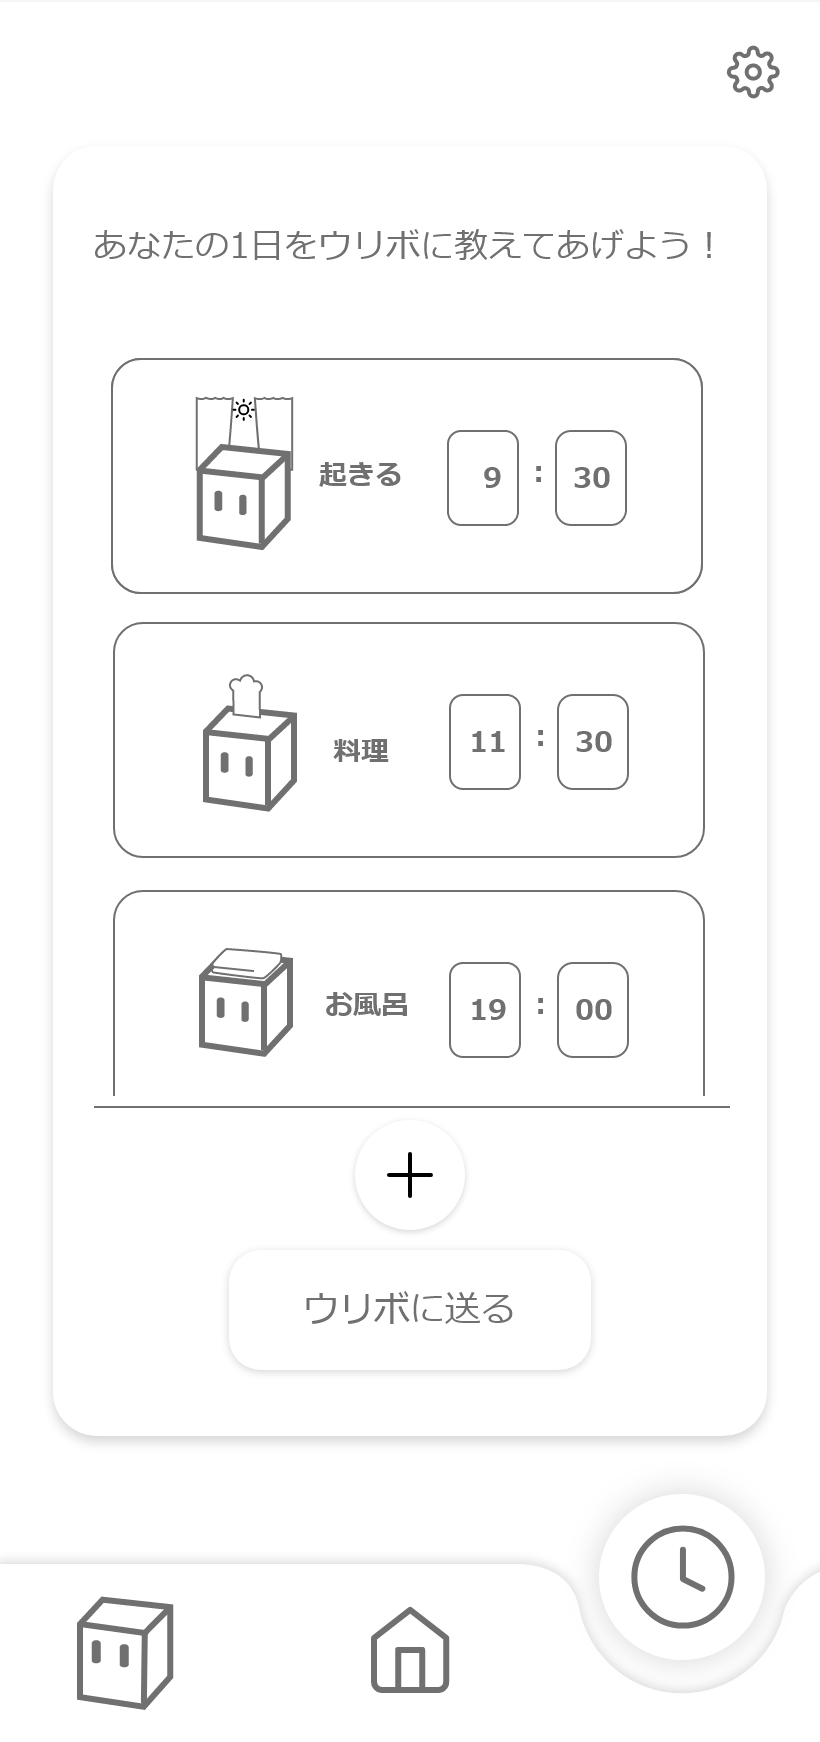 あなたの1日をウリボに教えてあげよう！
起きる 9 : 30
料理 11 : 30
お風呂 19 : 00
ウリボに送る